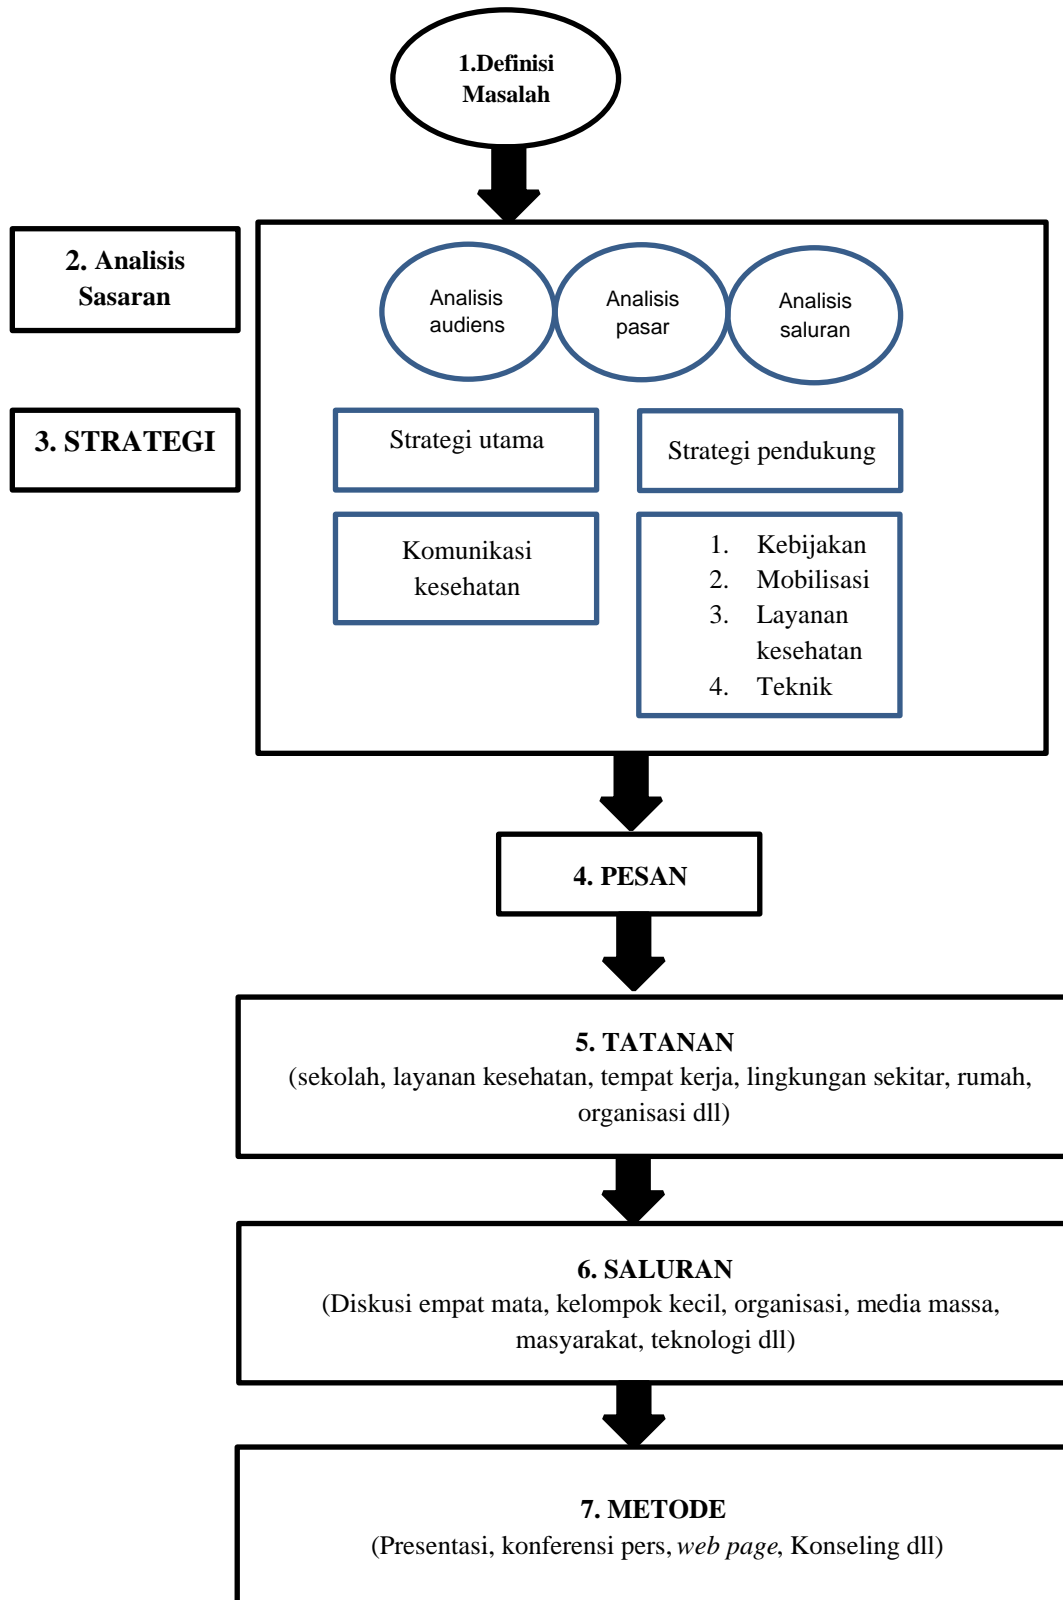 1.Definisi
Masalah
2. Analisis
Sasaran
Analisis
audiens
Analisis
pasar
Analisis
saluran
3. STRATEGI
Strategi utama
Strategi pendukung
Komunikasi
kesehatan
1. Kebijakan
2. Mobilisasi
3. Layanan
kesehatan
4. Teknik
4. PESAN
5. TATANAN
(sekolah, layanan kesehatan, tempat kerja, lingkungan sekitar, rumah,
organisasi dll)
6. SALURAN
(Diskusi empat mata, kelompok kecil, organisasi, media massa,
masyarakat, teknologi dll)
7. METODE
(Presentasi, konferensi pers, web page, Konseling dll)